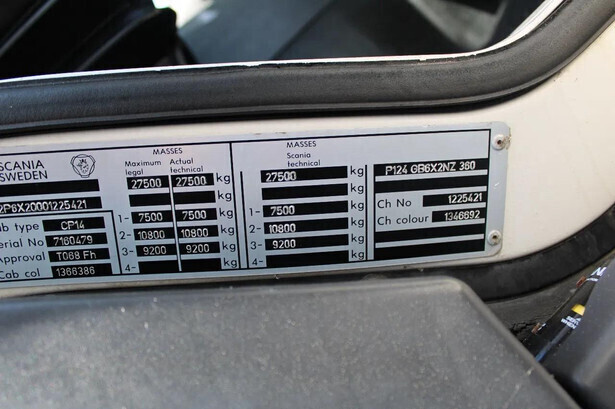 SCANIA
SWEDEN
2P6X20001225421
ub type CP14
erial No 7160479
Approval T068 Fh
Cab col 1366386
MASSES
Maximum legal Actual technical
27500 27500 kg
kg
1- 7500 7500 kg
2- 10800 10800 kg
3- 9200 9200 kg
4- kg
MASSES
Scania technical
27500 kg
kg
1- 7500 kg
2- 10800 kg
3- 9200 kg
4- kg
P124 GB6X2NZ 360
Ch No 1225421
Ch colour 1346692